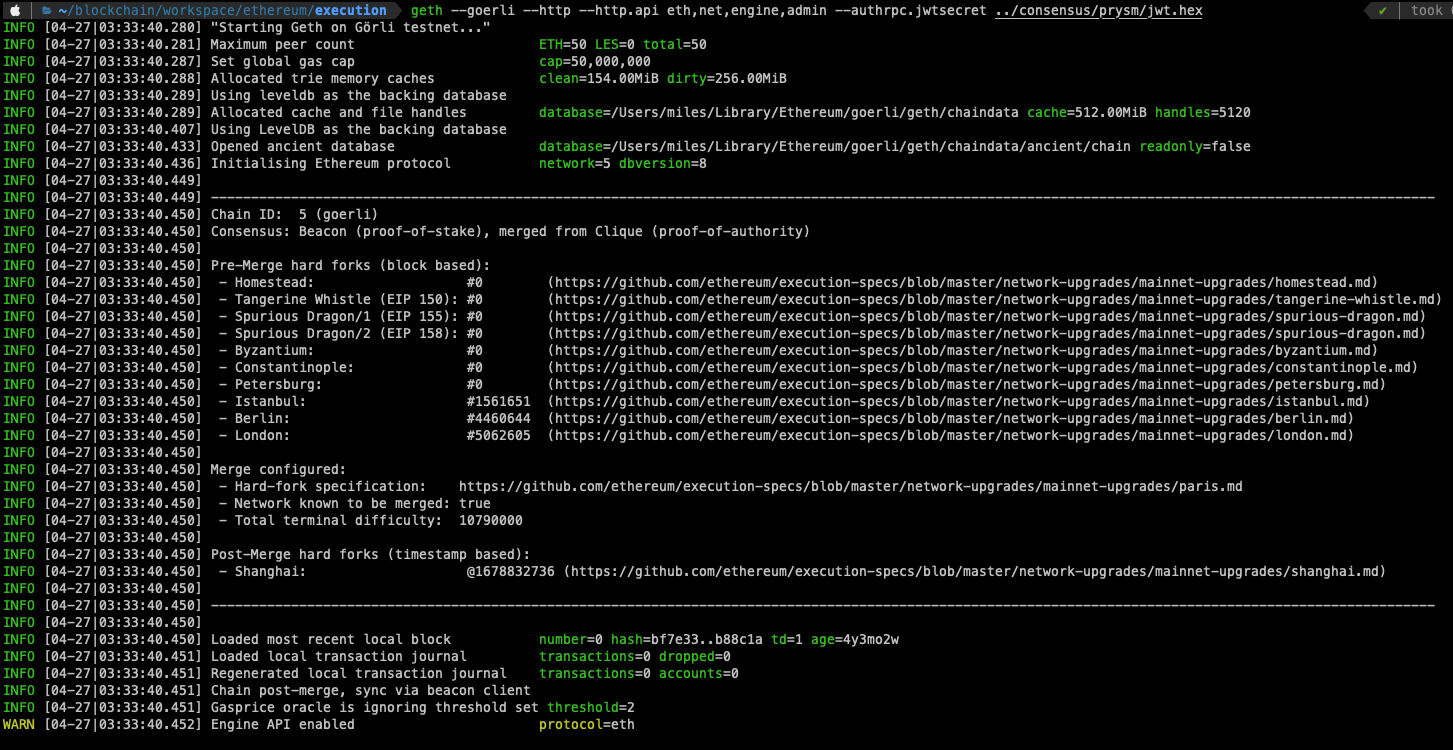 ~/blockchain/workspace/ethereum/execution geth --goerli --http --http.api eth,net,engine,admin --authrpc.jwtsecret ../consensus/prysm/jwt.hex ✔ took
INFO [04-27|03:33:40.280] "Starting Geth on Görli testnet..."
INFO [04-27|03:33:40.281] Maximum peer count ETH=50 LES=0 total=50
INFO [04-27|03:33:40.287] Set global gas cap cap=50,000,000
INFO [04-27|03:33:40.288] Allocated trie memory caches clean=154.00MiB dirty=256.00MiB
INFO [04-27|03:33:40.289] Using leveldb as the backing database
INFO [04-27|03:33:40.289] Allocated cache and file handles database=/Users/miles/Library/Ethereum/goerli/geth/chaindata cache=512.00MiB handles=5120
INFO [04-27|03:33:40.407] Using LevelDB as the backing database
INFO [04-27|03:33:40.433] Opened ancient database database=/Users/miles/Library/Ethereum/goerli/geth/chaindata/ancient/chain readonly=false
INFO [04-27|03:33:40.436] Initialising Ethereum protocol network=5 dbversion=8
INFO [04-27|03:33:40.449]
INFO [04-27|03:33:40.449] ---------------------------------------------------------------------------------------------------------------------------------------------------------
INFO [04-27|03:33:40.450] Chain ID: 5 (goerli)
INFO [04-27|03:33:40.450] Consensus: Beacon (proof-of-stake), merged from Clique (proof-of-authority)
INFO [04-27|03:33:40.450]
INFO [04-27|03:33:40.450] Pre-Merge hard forks (block based):
INFO [04-27|03:33:40.450] - Homestead: #0 (https://github.com/ethereum/execution-specs/blob/master/network-upgrades/mainnet-upgrades/homestead.md)
INFO [04-27|03:33:40.450] - Tangerine Whistle (EIP 150): #0 (https://github.com/ethereum/execution-specs/blob/master/network-upgrades/mainnet-upgrades/tangerine-whistle.md)
INFO [04-27|03:33:40.450] - Spurious Dragon/1 (EIP 155): #0 (https://github.com/ethereum/execution-specs/blob/master/network-upgrades/mainnet-upgrades/spurious-dragon.md)
INFO [04-27|03:33:40.450] - Spurious Dragon/2 (EIP 158): #0 (https://github.com/ethereum/execution-specs/blob/master/network-upgrades/mainnet-upgrades/spurious-dragon.md)
INFO [04-27|03:33:40.450] - Byzantium: #0 (https://github.com/ethereum/execution-specs/blob/master/network-upgrades/mainnet-upgrades/byzantium.md)
INFO [04-27|03:33:40.450] - Constantinople: #0 (https://github.com/ethereum/execution-specs/blob/master/network-upgrades/mainnet-upgrades/constantinople.md)
INFO [04-27|03:33:40.450] - Petersburg: #0 (https://github.com/ethereum/execution-specs/blob/master/network-upgrades/mainnet-upgrades/petersburg.md)
INFO [04-27|03:33:40.450] - Istanbul: #1561651 (https://github.com/ethereum/execution-specs/blob/master/network-upgrades/mainnet-upgrades/istanbul.md)
INFO [04-27|03:33:40.450] - Berlin: #4460644 (https://github.com/ethereum/execution-specs/blob/master/network-upgrades/mainnet-upgrades/berlin.md)
INFO [04-27|03:33:40.450] - London: #5062605 (https://github.com/ethereum/execution-specs/blob/master/network-upgrades/mainnet-upgrades/london.md)
INFO [04-27|03:33:40.450]
INFO [04-27|03:33:40.450] Merge configured:
INFO [04-27|03:33:40.450] - Hard-fork specification: https://github.com/ethereum/execution-specs/blob/master/network-upgrades/mainnet-upgrades/paris.md
INFO [04-27|03:33:40.450] - Network known to be merged: true
INFO [04-27|03:33:40.450] - Total terminal difficulty: 10790000
INFO [04-27|03:33:40.450]
INFO [04-27|03:33:40.450] Post-Merge hard forks (timestamp based):
INFO [04-27|03:33:40.450] - Shanghai: @1678832736 (https://github.com/ethereum/execution-specs/blob/master/network-upgrades/mainnet-upgrades/shanghai.md)
INFO [04-27|03:33:40.450]
INFO [04-27|03:33:40.450] ---------------------------------------------------------------------------------------------------------------------------------------------------------
INFO [04-27|03:33:40.450]
INFO [04-27|03:33:40.450] Loaded most recent local block number=0 hash=bf7e33..b88c1a td=1 age=4y3mo2w
INFO [04-27|03:33:40.451] Loaded local transaction journal transactions=0 dropped=0
INFO [04-27|03:33:40.451] Regenerated local transaction journal transactions=0 accounts=0
INFO [04-27|03:33:40.451] Chain post-merge, sync via beacon client
INFO [04-27|03:33:40.451] Gasprice oracle is ignoring threshold set threshold=2
WARN [04-27|03:33:40.452] Engine API enabled protocol=eth